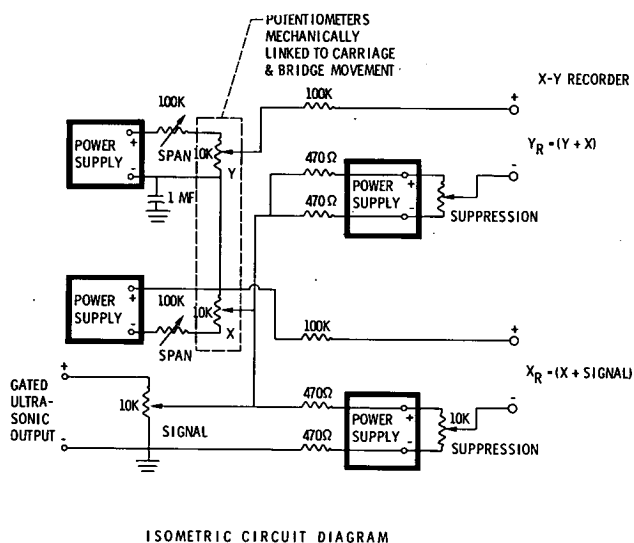 POTENTIOMETERS
MECHANICALLY
LINKED TO CARRIAGE
& BRIDGE MOVEMENT
X-Y RECORDER
100K
+
100K
POWER
SUPPLY
+
-
SPAN
10K
Y
1 MF
470Ω
470Ω
POWER
SUPPLY
+
-
SUPPRESSION
Y_R = (Y + X)
-
POWER
SUPPLY
+
-
100K
SPAN
10K
X
100K
+
X_R = (X + SIGNAL)
GATED
ULTRA-
SONIC
OUTPUT
+
-
10K
SIGNAL
470Ω
470Ω
POWER
SUPPLY
+
-
10K
SUPPRESSION
-
ISOMETRIC CIRCUIT DIAGRAM